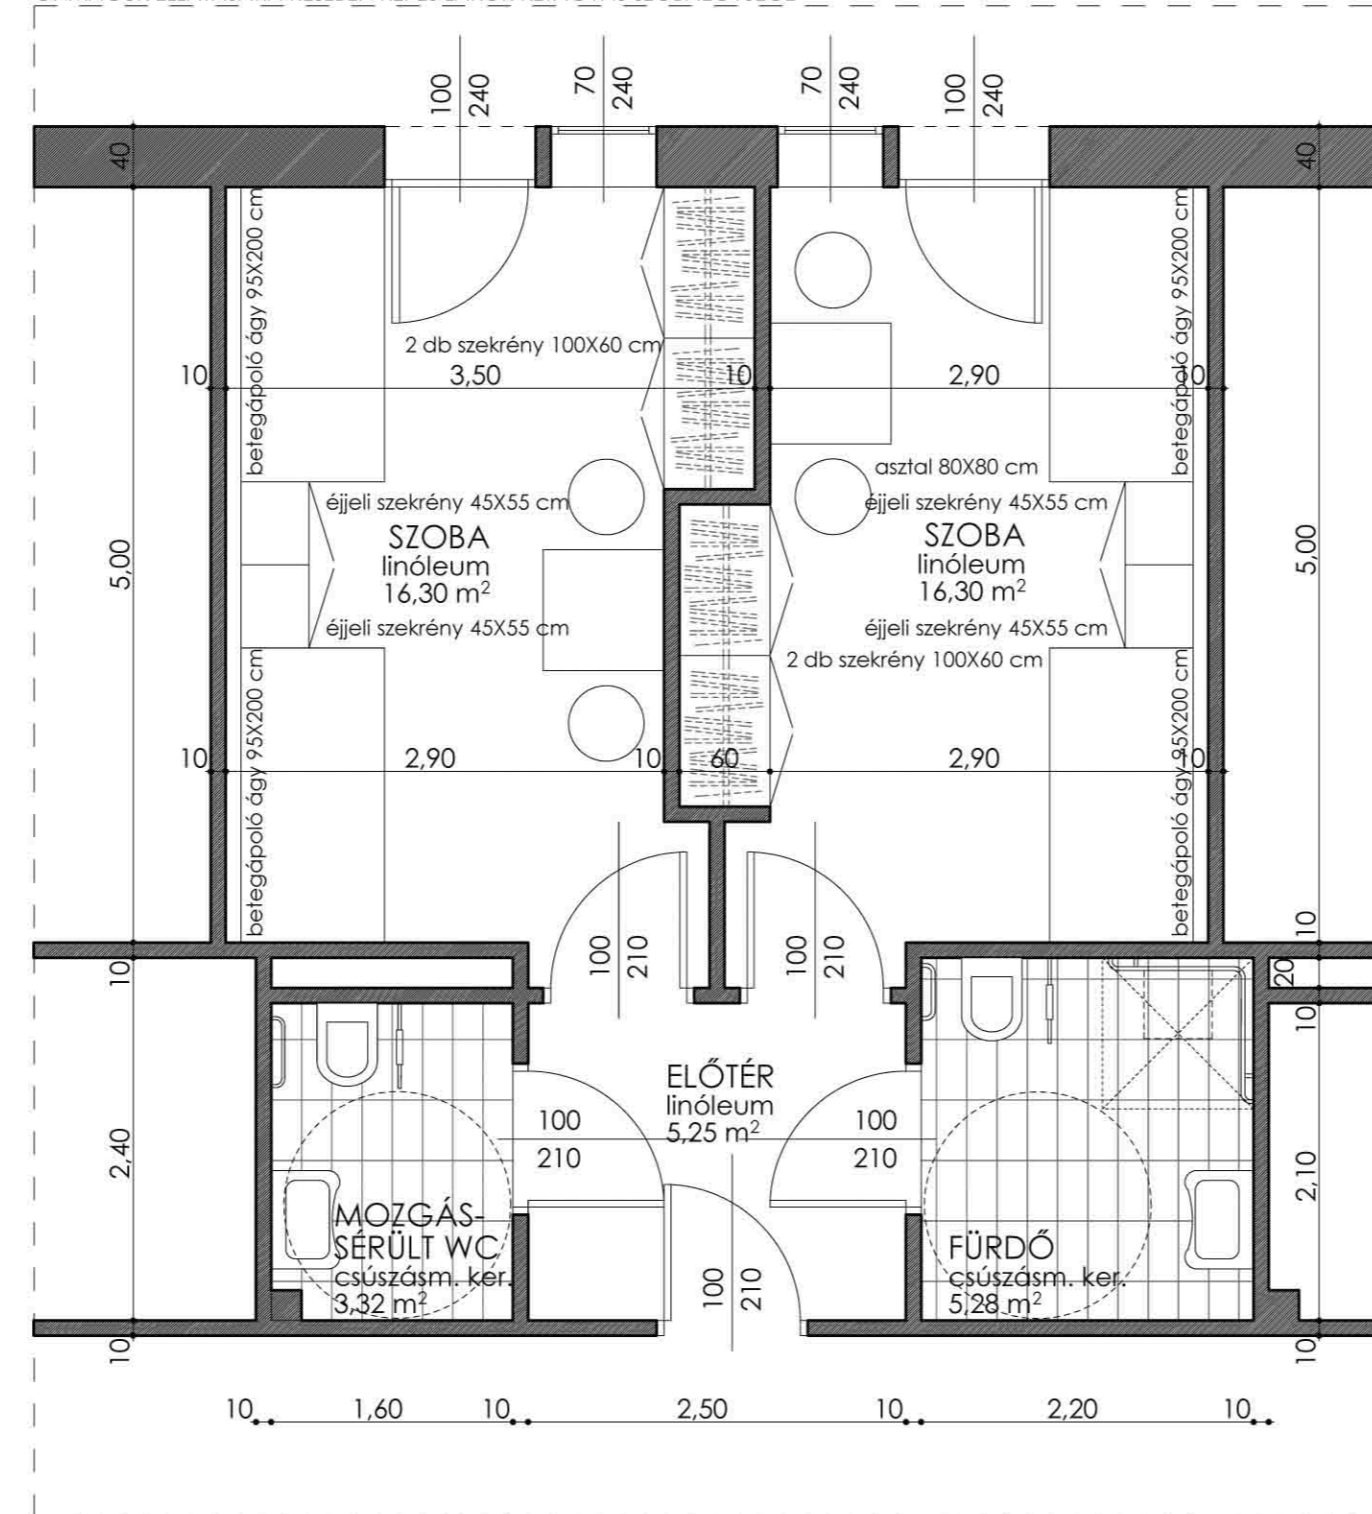 100
240
70
240
70
240
100
240
40
40
betegápoló ágy 95X200 cm
betegápoló ágy 95X200 cm
2 db szekrény 100X60 cm
10
3,50
10
2,90
10
asztal 80X80 cm
éjjeli szekrény 45X55 cm
éjjeli szekrény 45X55 cm
SZOBA
linóleum
16,30 m²
SZOBA
linóleum
16,30 m²
5,00
5,00
éjjeli szekrény 45X55 cm
éjjeli szekrény 45X55 cm
2 db szekrény 100X60 cm
betegápoló ágy 95X200 cm
betegápoló ágy 95X200 cm
10
2,90
10
60
2,90
10
100
210
100
210
10
10
20
10
ELŐTÉR
linóleum
5,25 m²
100
210
100
210
2,40
2,10
MOZGÁS-
SÉRÜLT WC
csúszásm. ker.
3,32 m²
FÜRDŐ
csúszásm. ker.
5,28 m²
100
210
10
10
10
1,60
10
2,50
10
2,20
10